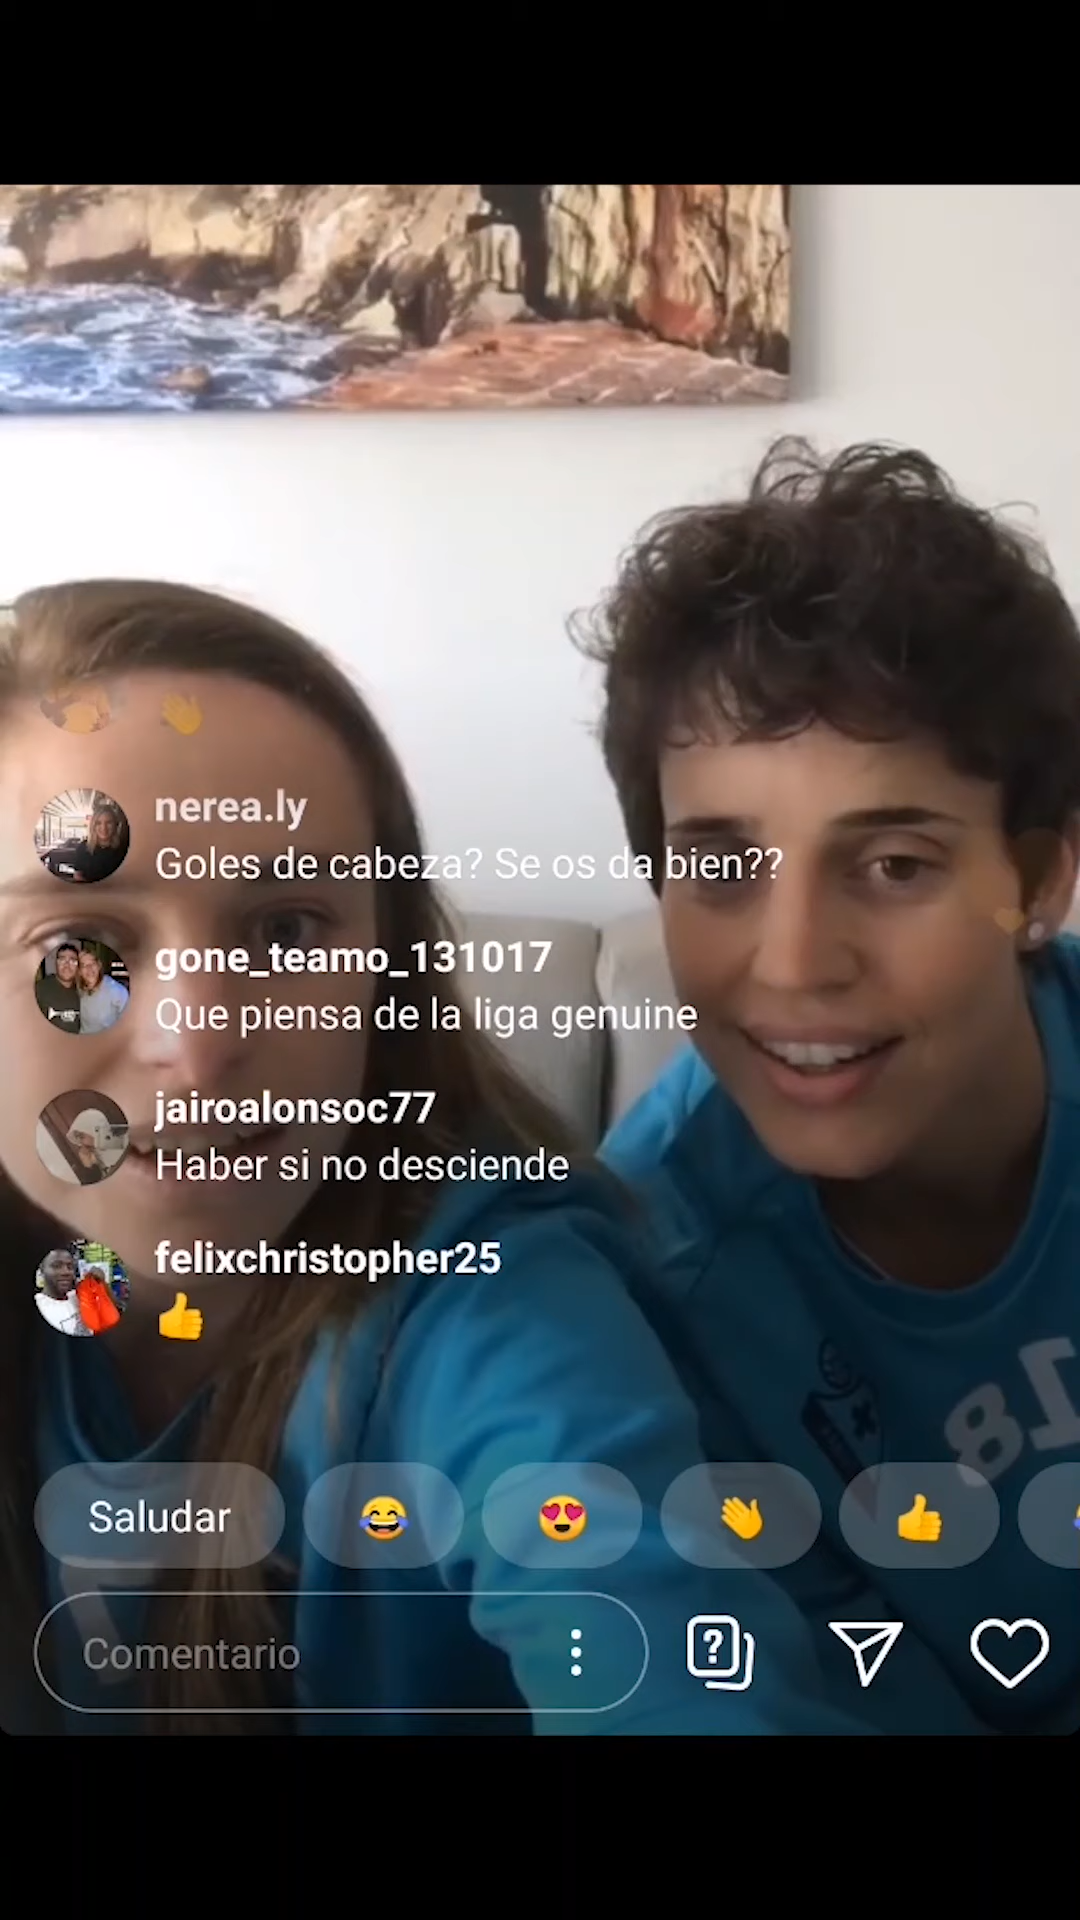 nerea.ly
Goles de cabeza? Se os da bien??
gone_teamo_131017
Que piensa de la liga genuine
jairoalonsoc77
Haber si no desciende
felixchristopher25
👍
18
Saludar
Comentario